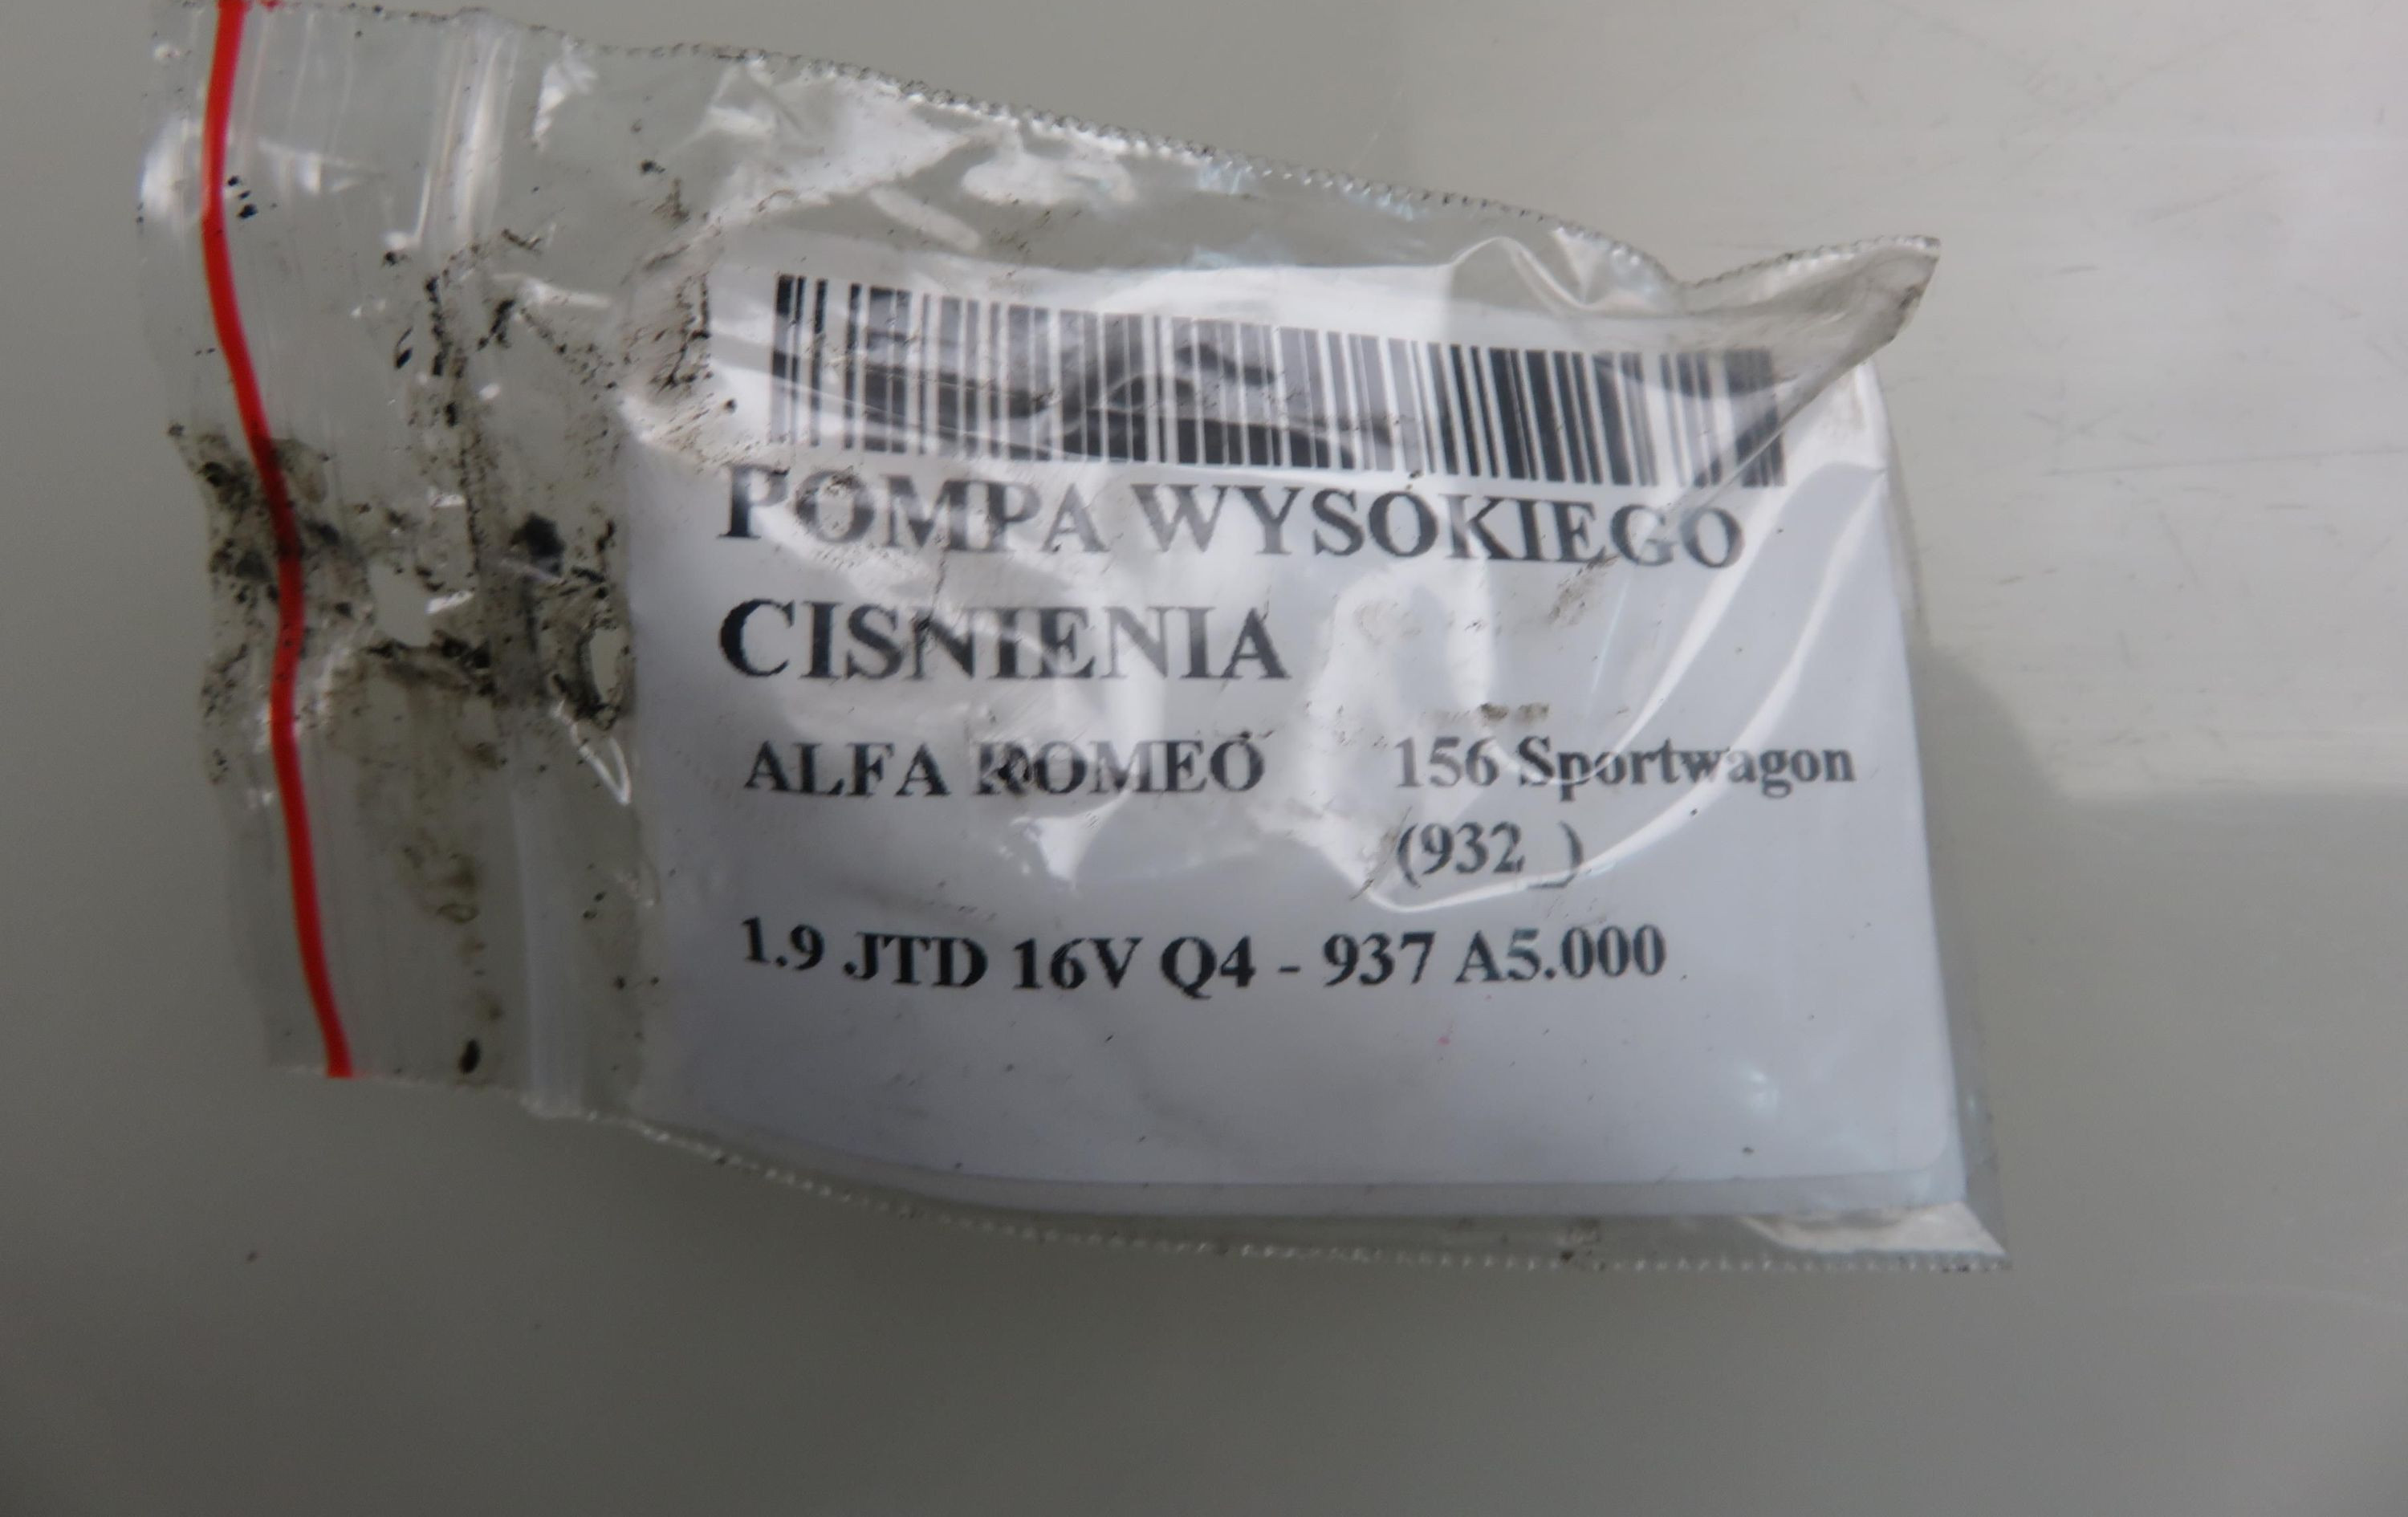 POMPA WYSOKIEGO
CISNIENIA
ALFA ROMEO 156 Sportwagon
(932_)
1.9 JTD 16V Q4 - 937 A5.000